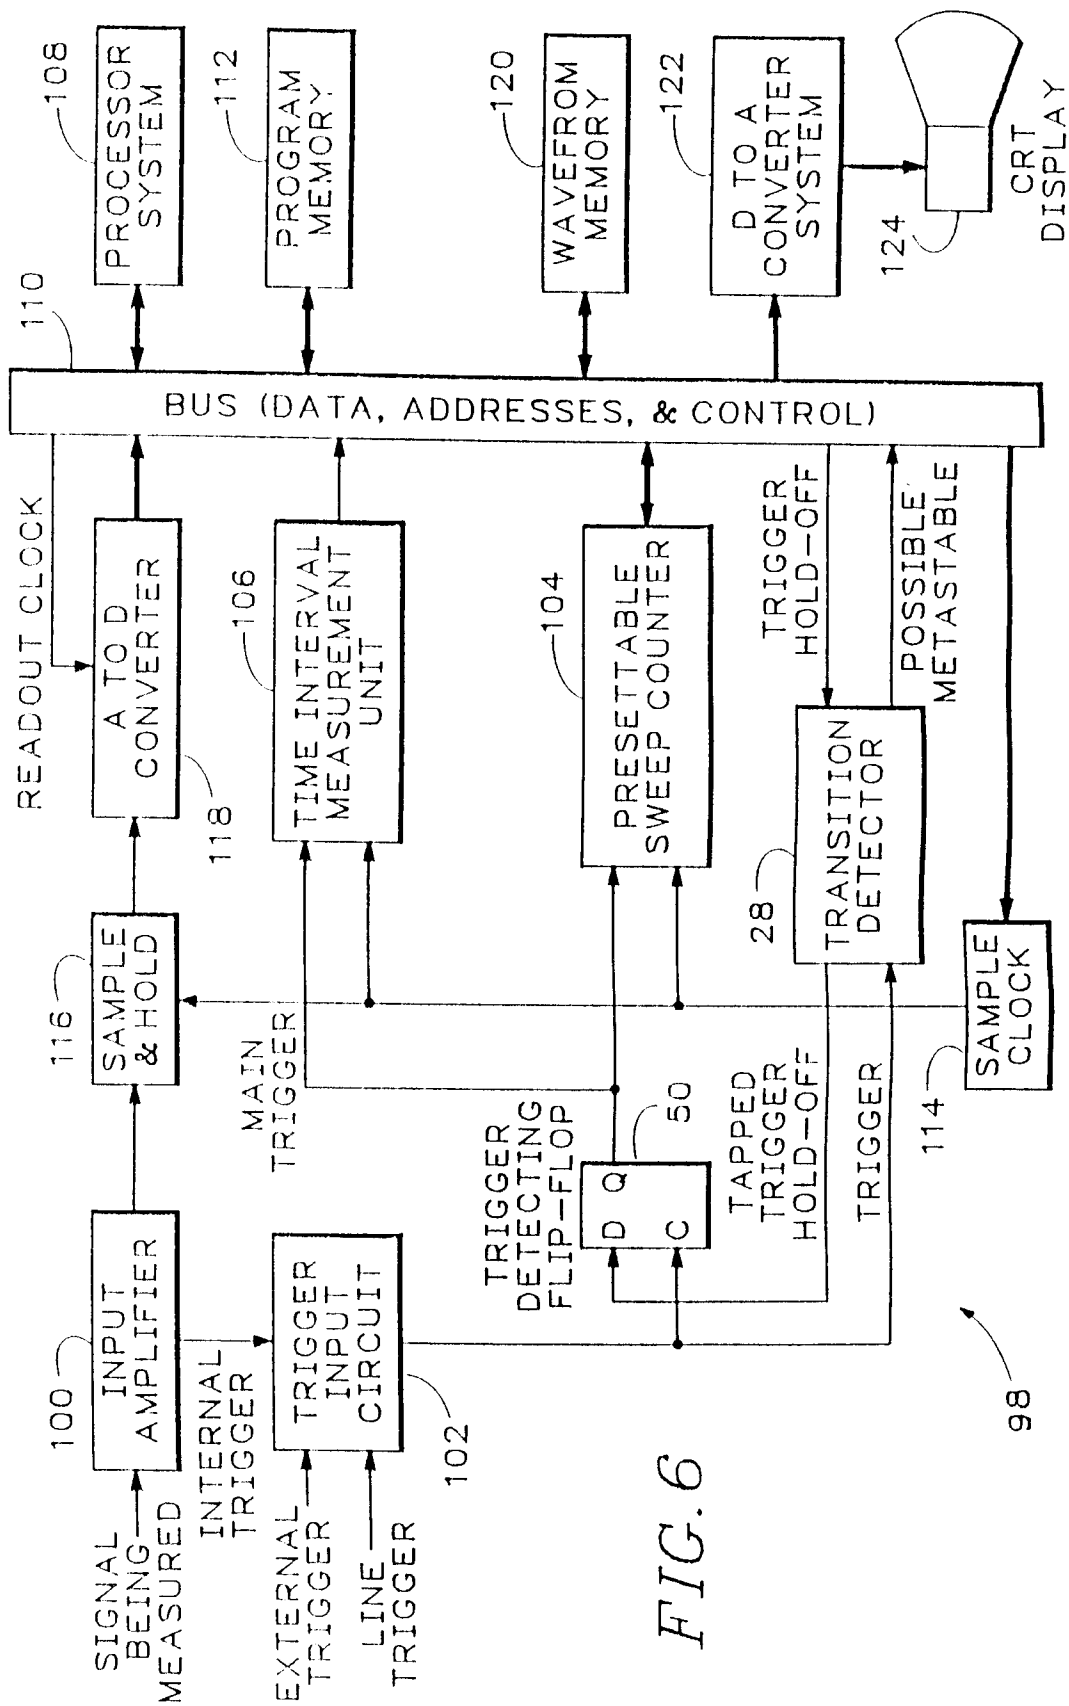 SIGNAL
BEING
MEASURED
100
INPUT
AMPLIFIER
INTERNAL
TRIGGER
EXTERNAL
TRIGGER
LINE
TRIGGER
TRIGGER
INPUT
CIRCUIT
102
116
SAMPLE
& HOLD
MAIN
TRIGGER
READOUT CLOCK
A TO D
CONVERTER
118
106
TIME INTERVAL
MEASUREMENT
UNIT
TRIGGER
DETECTING
FLIP-FLOP
D Q
C
50
104
PRESETTABLE
SWEEP COUNTER
TAPPED
TRIGGER
HOLD-OFF
TRIGGER
28
TRANSITION
DETECTOR
TRIGGER
HOLD-OFF
POSSIBLE
METASTABLE
114
SAMPLE
CLOCK
110
BUS (DATA, ADDRESSES, & CONTROL)
108
PROCESSOR
SYSTEM
112
PROGRAM
MEMORY
120
WAVEFROM
MEMORY
122
D TO A
CONVERTER
SYSTEM
124
CRT
DISPLAY
98
FIG. 6